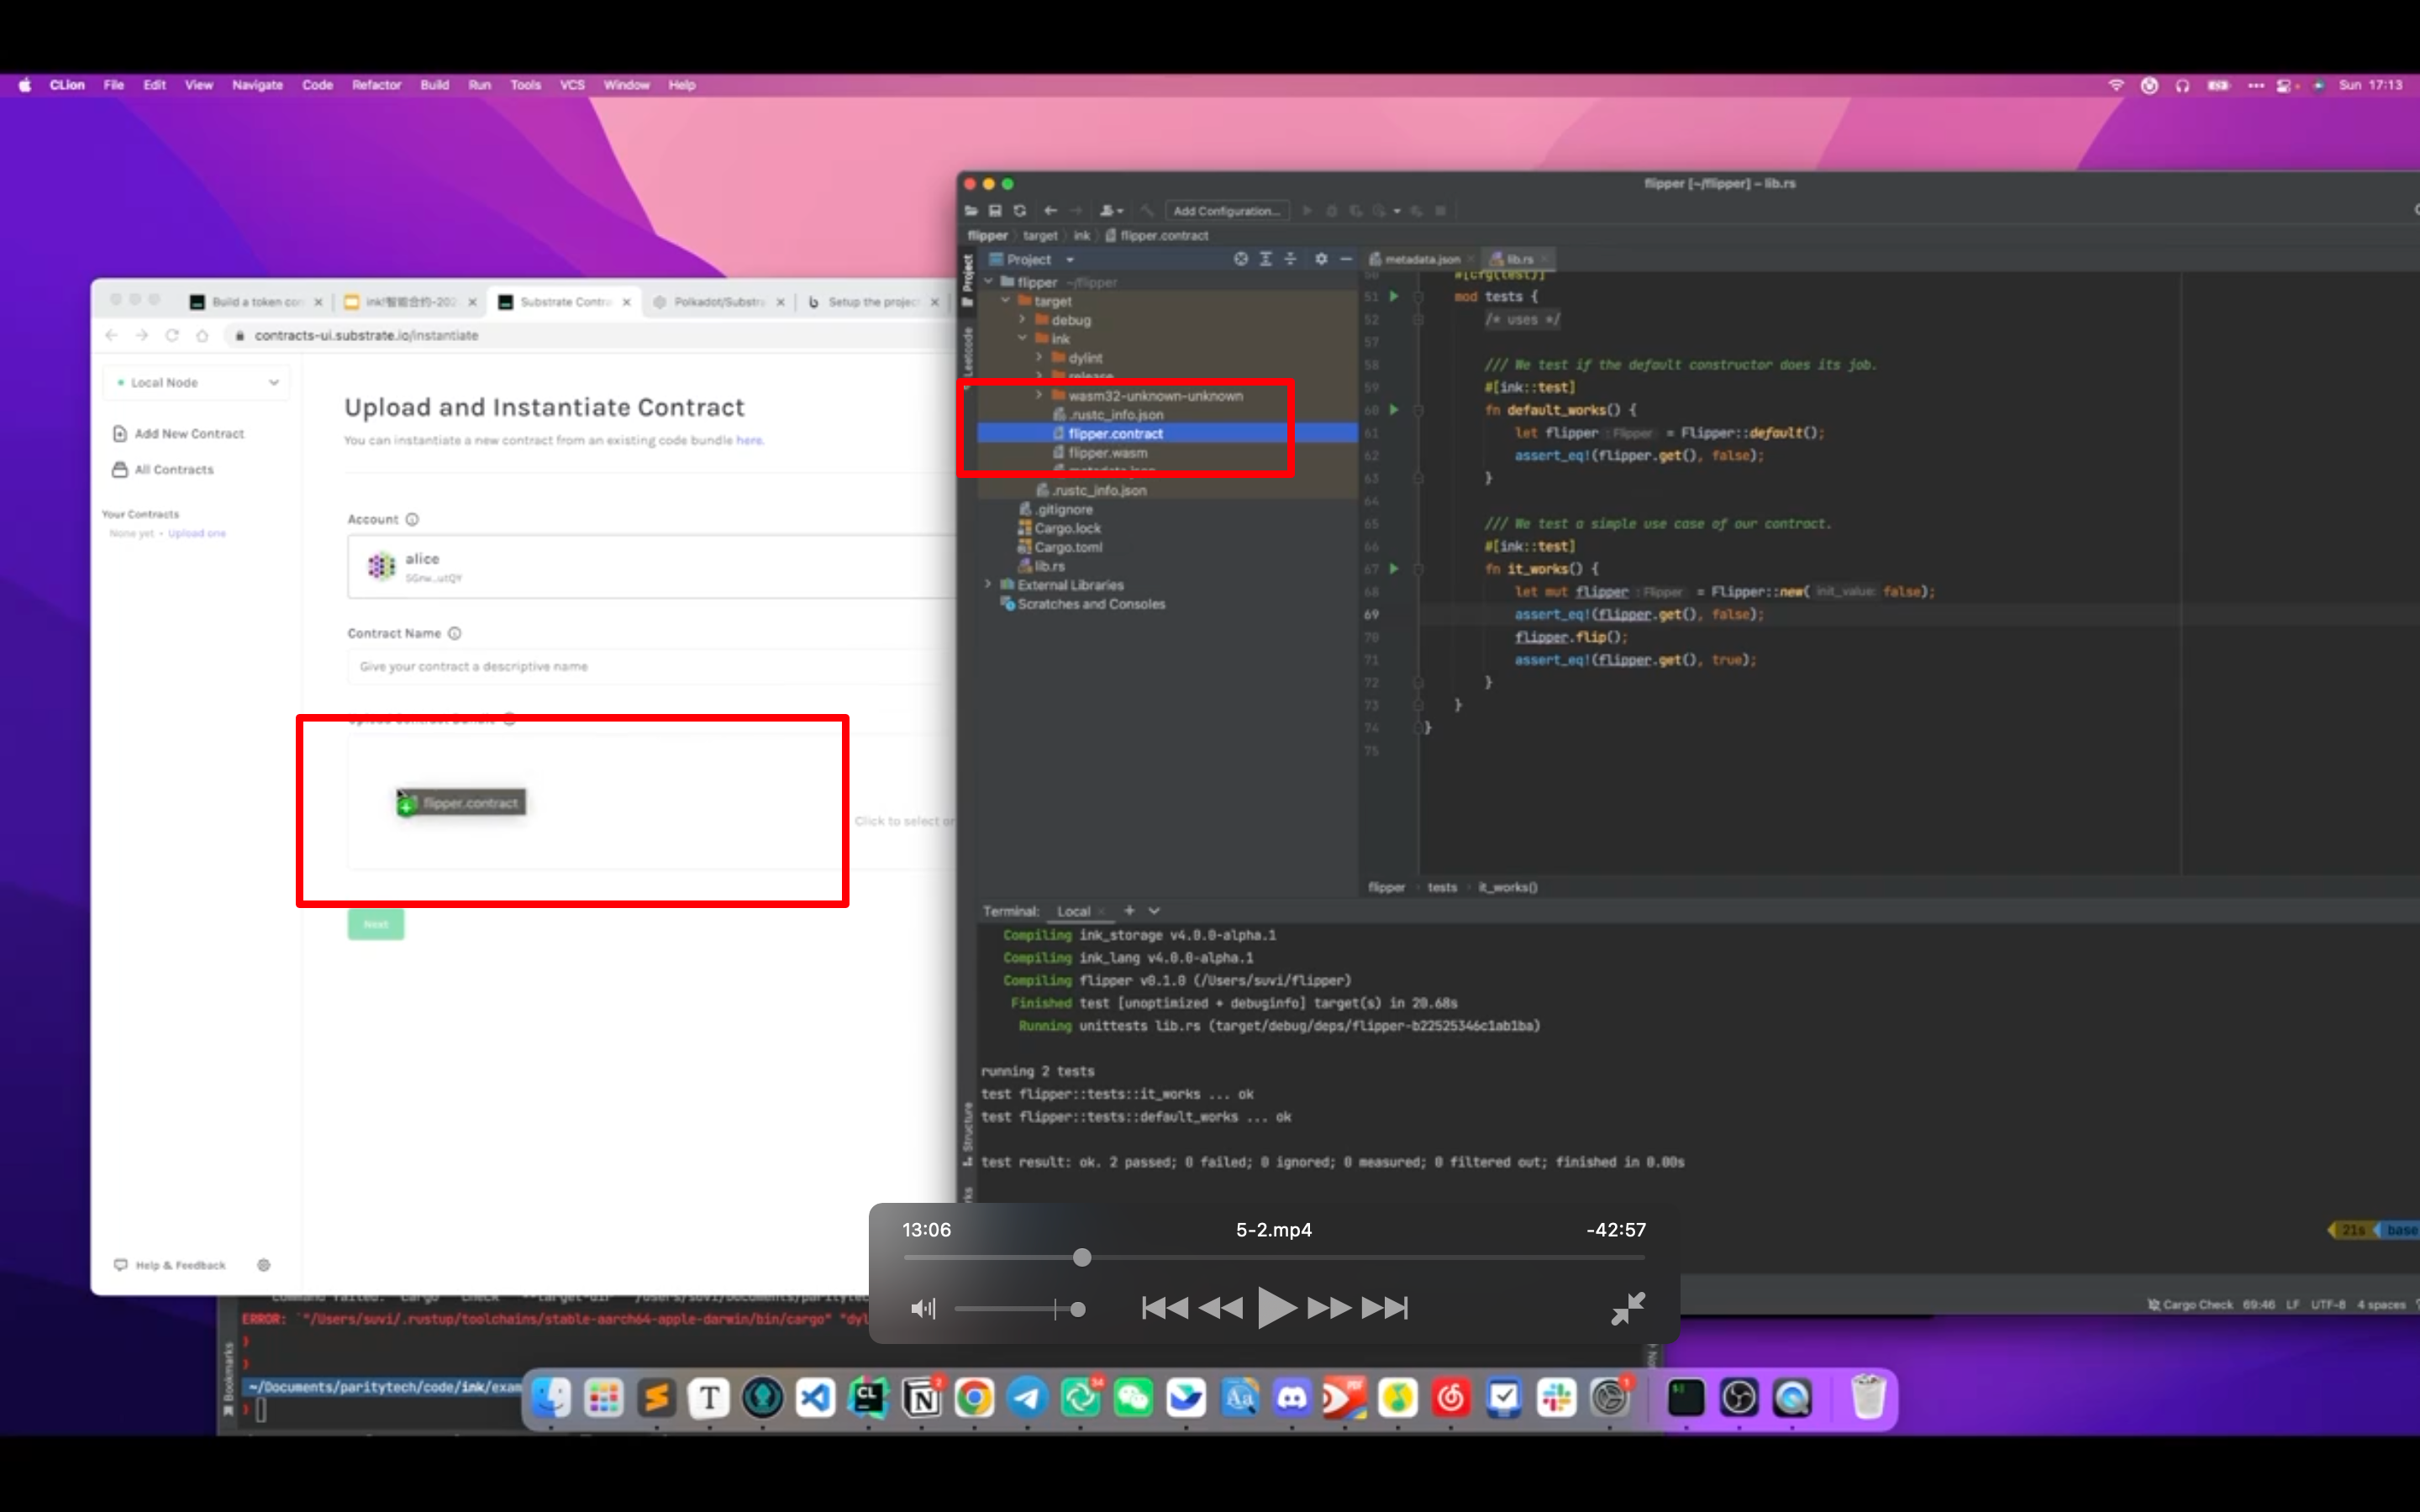 CLion File Edit View Navigate Code Refactor Build Run Tools VCS Window Help
Sun 17:13
Build a token con
ink!智能合约-202
Substrate Contra
Polkadot/Substra
Setup the project
contracts-ui.substrate.io/instantiate
Local Node
Add New Contract
All Contracts
Your Contracts
None yet • Upload one
Help & Feedback
Upload and Instantiate Contract
You can instantiate a new contract from an existing code bundle here.
Account
alice
5Grw...utQY
Contract Name
Give your contract a descriptive name
Upload Contract Bundle
flipper.contract
Click to select or
Next
flipper [~/flipper] – lib.rs
Add Configuration...
flipper target ink flipper.contract
Project
Project
Leetcode
Structure
flipper ~/flipper
target
debug
ink
dylint
release
wasm32-unknown-unknown
.rustc_info.json
flipper.contract
flipper.wasm
metadata.json
.rustc_info.json
.gitignore
Cargo.lock
Cargo.toml
lib.rs
External Libraries
Scratches and Consoles
metadata.json lib.rs
50 #[cfg(test)]
51 mod tests {
52 /* uses */
57
58 /// We test if the default constructor does its job.
59 #[ink::test]
60 fn default_works() {
61 let flipper : Flipper = Flipper::default();
62 assert_eq!(flipper.get(), false);
63 }
64
65 /// We test a simple use case of our contract.
66 #[ink::test]
67 fn it_works() {
68 let mut flipper : Flipper = Flipper::new( init_value: false);
69 assert_eq!(flipper.get(), false);
70 flipper.flip();
71 assert_eq!(flipper.get(), true);
72 }
73 }
74 }
75
flipper tests it_works()
Terminal: Local
Compiling ink_storage v4.0.0-alpha.1
Compiling ink_lang v4.0.0-alpha.1
Compiling flipper v0.1.0 (/Users/suvi/flipper)
Finished test [unoptimized + debuginfo] target(s) in 20.68s
Running unittests lib.rs (target/debug/deps/flipper-b22525346c1ab1ba)
running 2 tests
test flipper::tests::it_works ... ok
test flipper::tests::default_works ... ok
test result: ok. 2 passed; 0 failed; 0 ignored; 0 measured; 0 filtered out; finished in 0.00s
21s base
Cargo Check 69:46 LF UTF-8 4 spaces
13:06 5-2.mp4 -42:57
ERROR: `"/Users/suvi/.rustup/toolchains/stable-aarch64-apple-darwin/bin/cargo" "dyl
Bookmarks
~/Documents/paritytech/code/ink/exam